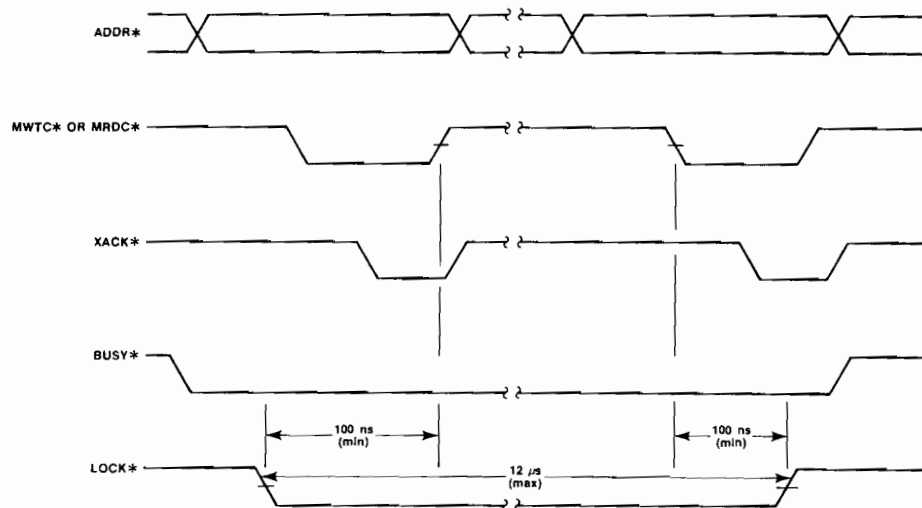 ADDR*
MWTC* OR MRDC*
XACK*
BUSY*
100 ns
(min)
100 ns
(min)
LOCK*
12 µs
(max)